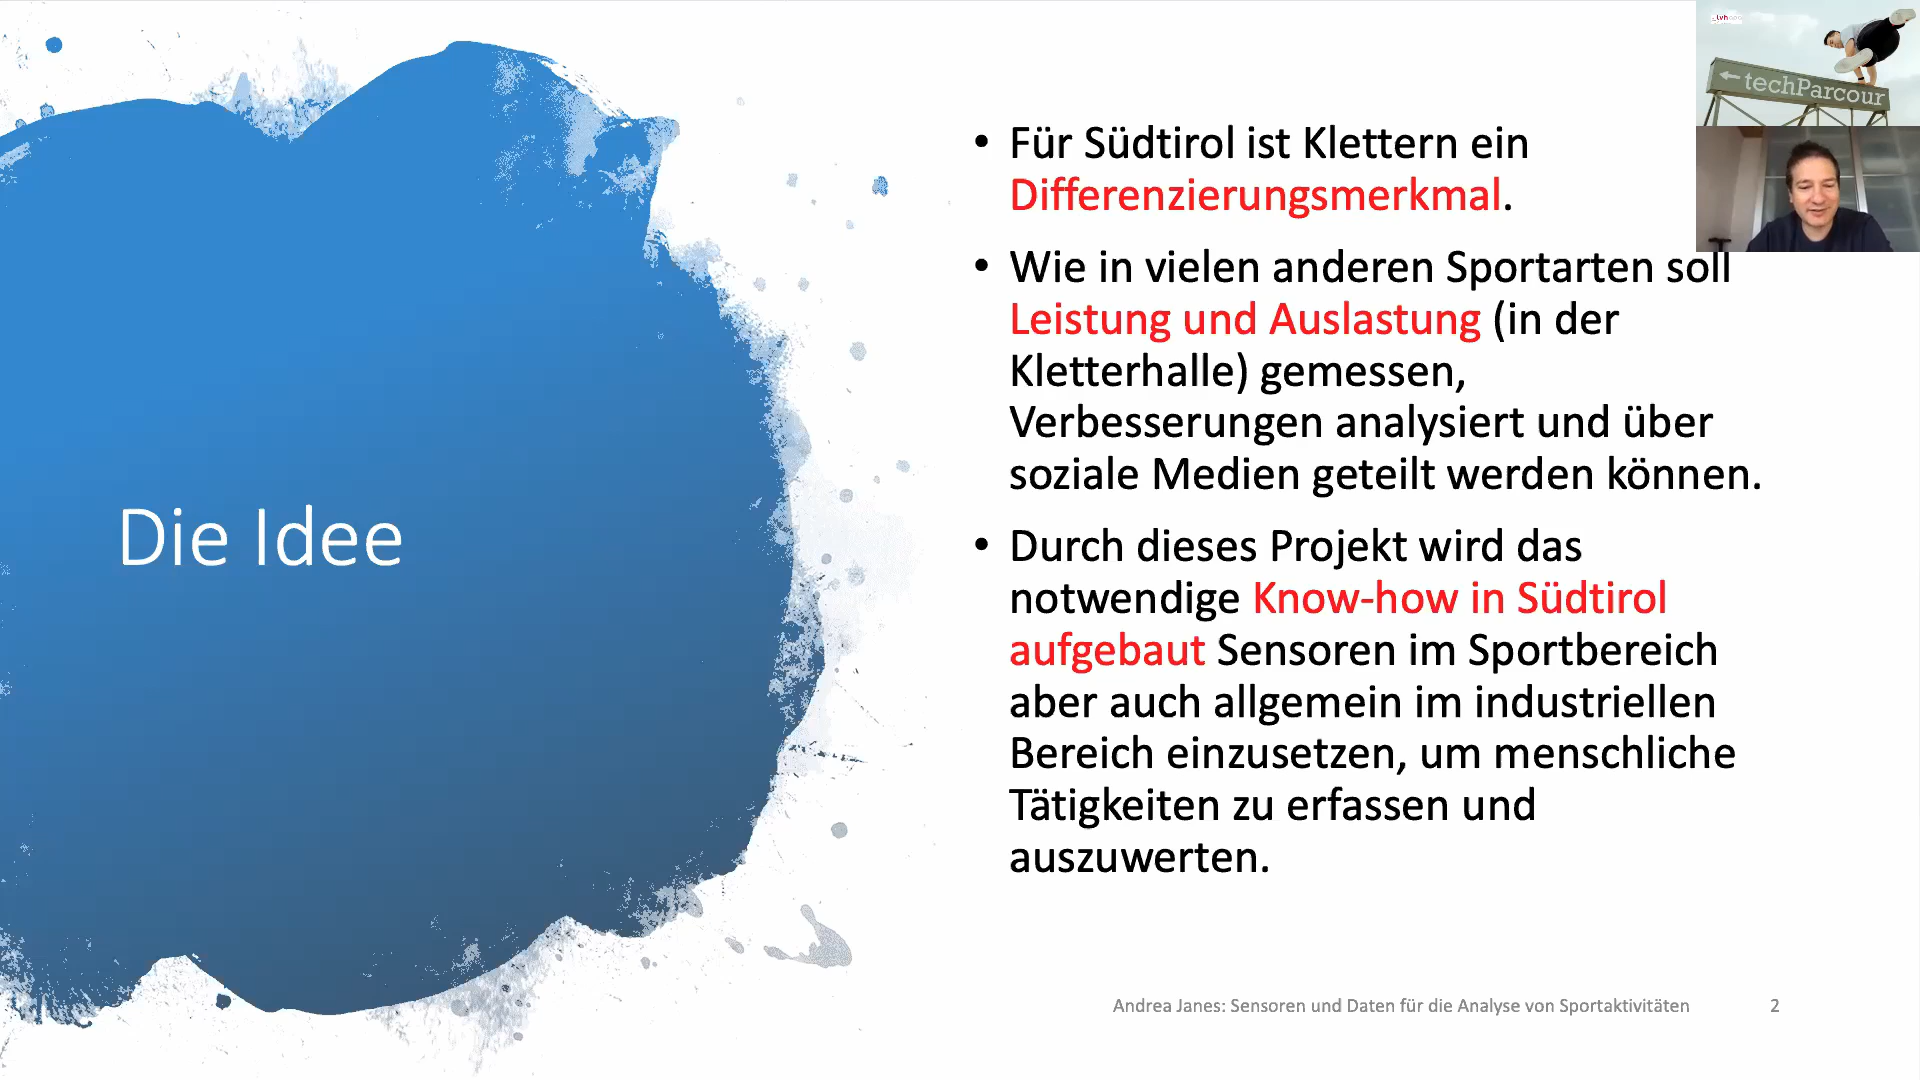 lvh
← techParcour
Für Südtirol ist Klettern ein
Differenzierungsmerkmal.
Wie in vielen anderen Sportarten soll
Leistung und Auslastung (in der
Kletterhalle) gemessen,
Verbesserungen analysiert und über
soziale Medien geteilt werden können.
Die Idee
Durch dieses Projekt wird das
notwendige Know-how in Südtirol
aufgebaut Sensoren im Sportbereich
aber auch allgemein im industriellen
Bereich einzusetzen, um menschliche
Tätigkeiten zu erfassen und
auszuwerten.
Andrea Janes: Sensoren und Daten für die Analyse von Sportaktivitäten 2